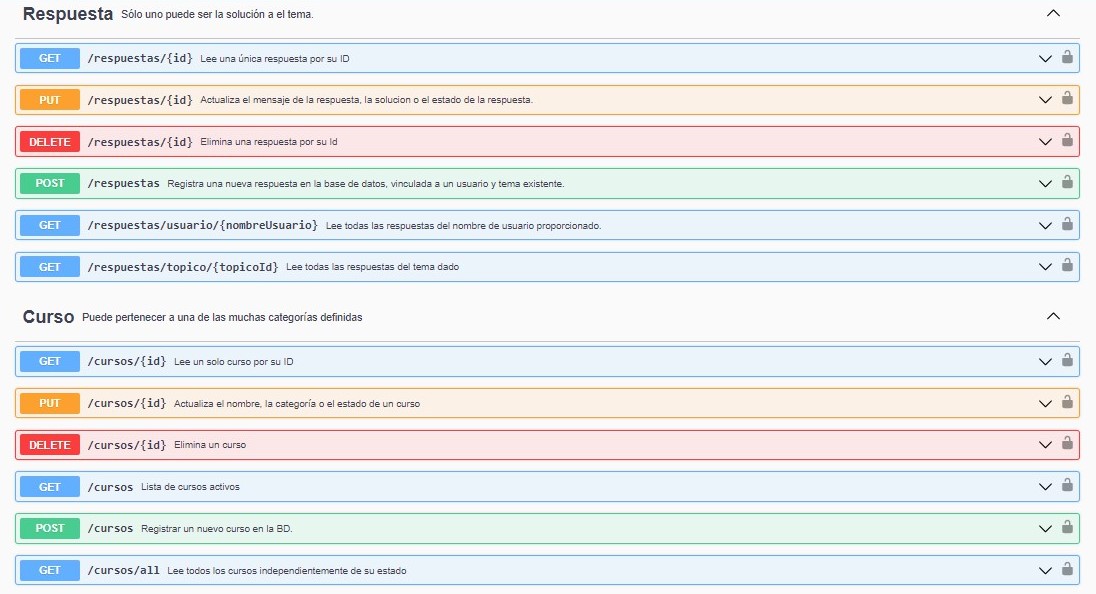 Respuesta Sólo uno puede ser la solución a el tema.
GET /respuestas/{id} Lee una única respuesta por su ID
PUT /respuestas/{id} Actualiza el mensaje de la respuesta, la solucion o el estado de la respuesta.
DELETE /respuestas/{id} Elimina una respuesta por su Id
POST /respuestas Registra una nueva respuesta en la base de datos, vinculada a un usuario y tema existente.
GET /respuestas/usuario/{nombreUsuario} Lee todas las respuestas del nombre de usuario proporcionado.
GET /respuestas/topico/{topicoId} Lee todas las respuestas del tema dado
Curso Puede pertenecer a una de las muchas categorías definidas
GET /cursos/{id} Lee un solo curso por su ID
PUT /cursos/{id} Actualiza el nombre, la categoría o el estado de un curso
DELETE /cursos/{id} Elimina un curso
GET /cursos Lista de cursos activos
POST /cursos Registrar un nuevo curso en la BD.
GET /cursos/all Lee todos los cursos independientemente de su estado